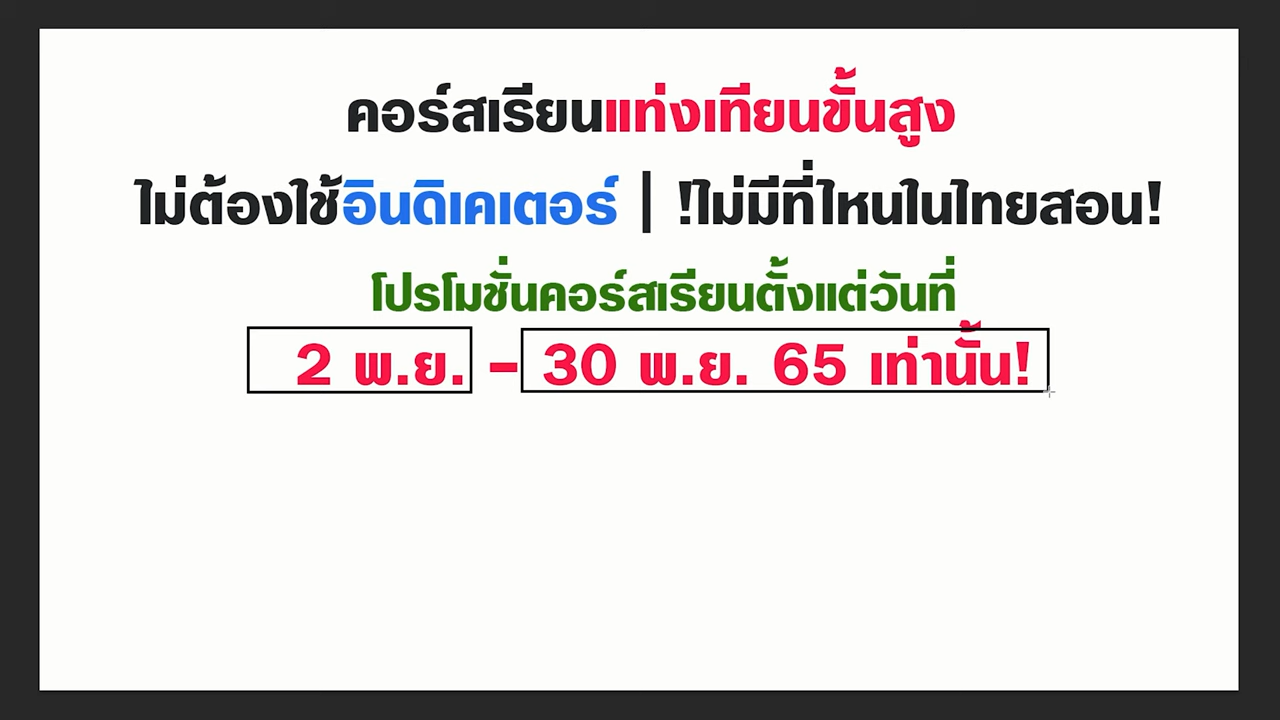 คอร์สเรียนแท่งเทียนขั้นสูง
ไม่ต้องใช้อินดิเคเตอร์ | !ไม่มีที่ไหนในไทยสอน!
โปรโมชั่นคอร์สเรียนตั้งแต่วันที่
2 พ.ย. - 30 พ.ย. 65 เท่านั้น!